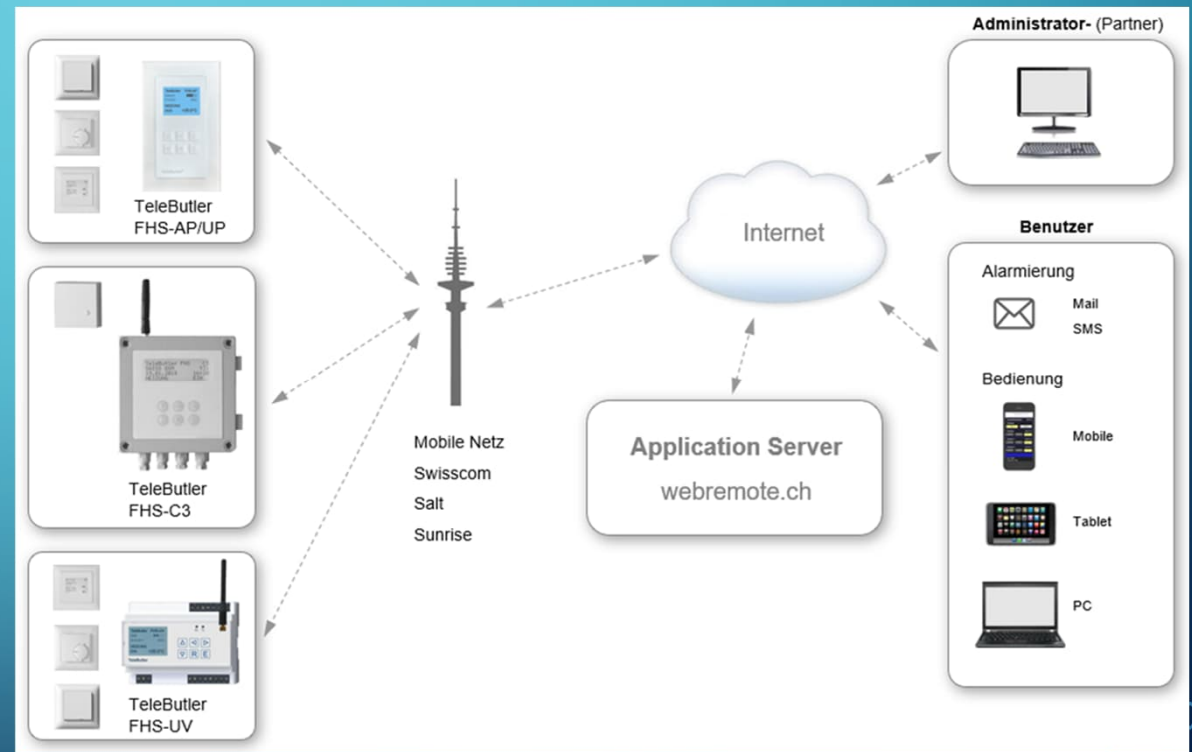 TeleButler
FHS-AP/UP
TeleButler
FHS-C3
TeleButler
FHS-UV
Mobile Netz
Swisscom
Salt
Sunrise
Internet
Application Server
webremote.ch
Administrator- (Partner)
Benutzer
Alarmierung
Mail
SMS
Bedienung
Mobile
Tablet
PC